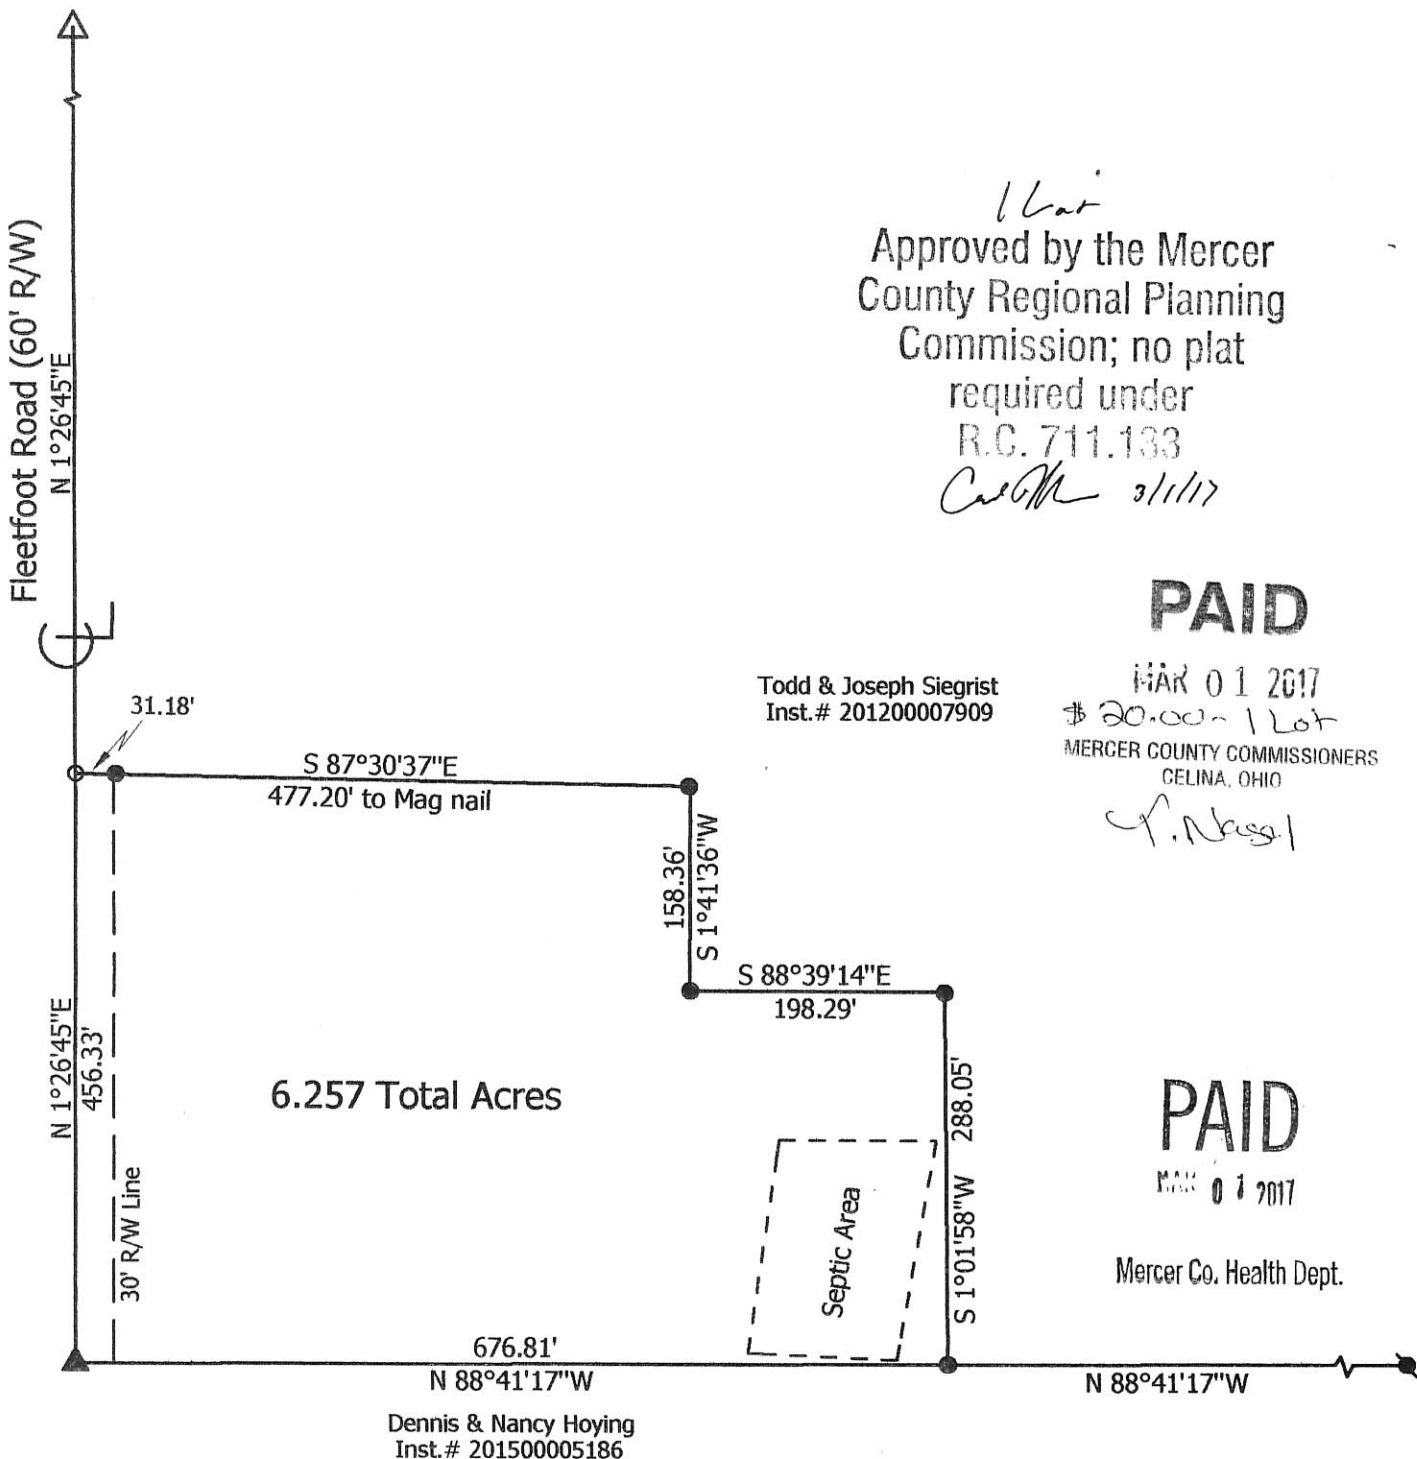 1 Lot
Approved by the Mercer
County Regional Planning
Commission; no plat
required under
R.C. 711.133
3/1/17
Fleetfoot Road (60' R/W)
N 1°26'45"E
PAID
MAR 01 2017
$20.00 - 1 Lot
MERCER COUNTY COMMISSIONERS
CELINA, OHIO
Todd & Joseph Siegrist
Inst.# 201200007909
31.18'
S 87°30'37"E
477.20' to Mag nail
158.36'
S 1°41'36"W
S 88°39'14"E
198.29'
N 1°26'45"E
456.33'
30' R/W Line
6.257 Total Acres
Septic Area
288.05'
S 1°01'58"W
PAID
MAR 01 2017
Mercer Co. Health Dept.
676.81'
N 88°41'17"W
N 88°41'17"W
Dennis & Nancy Hoying
Inst.# 201500005186